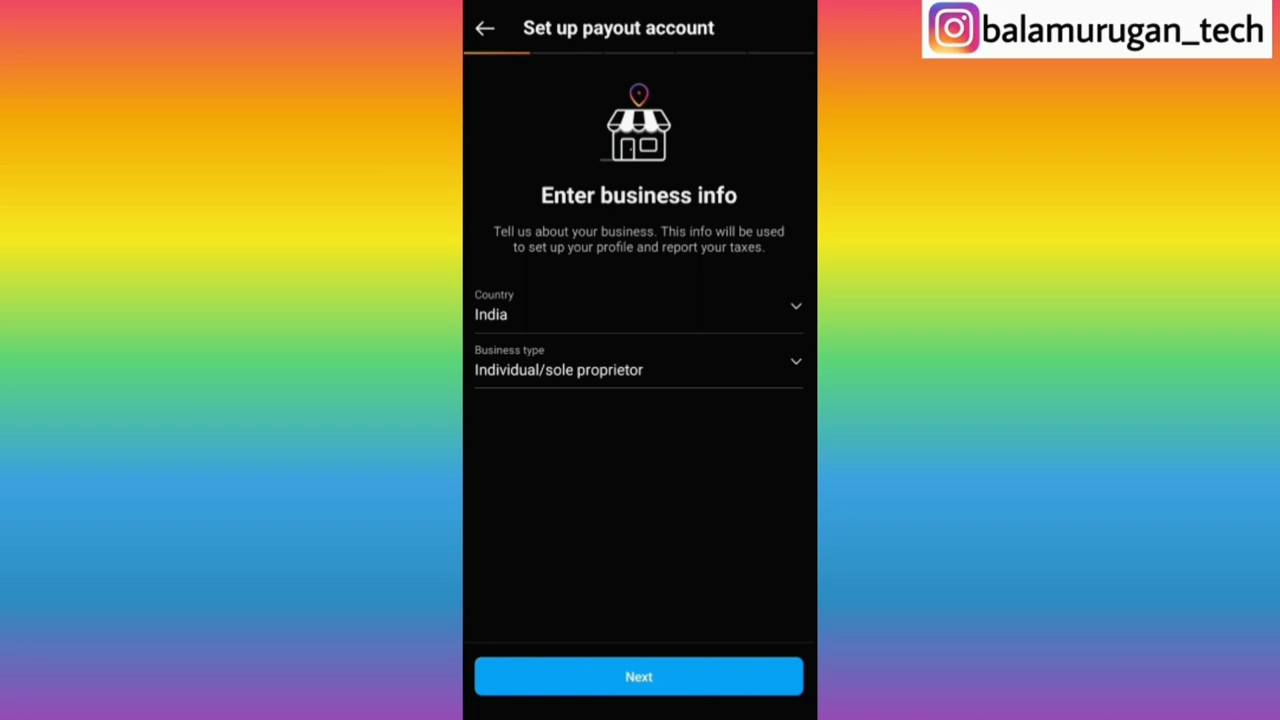 balamurugan_tech
Set up payout account
Enter business info
Tell us about your business. This info will be used
to set up your profile and report your taxes.
Country
India
Business type
Individual/sole proprietor
Next